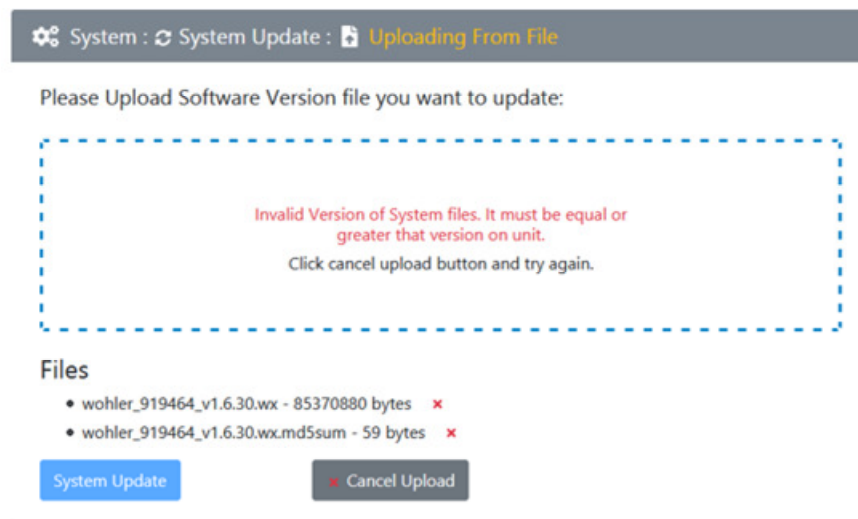 System : System Update : Uploading From File
Please Upload Software Version file you want to update:
Invalid Version of System files. It must be equal or
greater that version on unit.
Click cancel upload button and try again.
Files
wohler_919464_v1.6.30.wx - 85370880 bytes ×
wohler_919464_v1.6.30.wx.md5sum - 59 bytes ×
System Update
× Cancel Upload